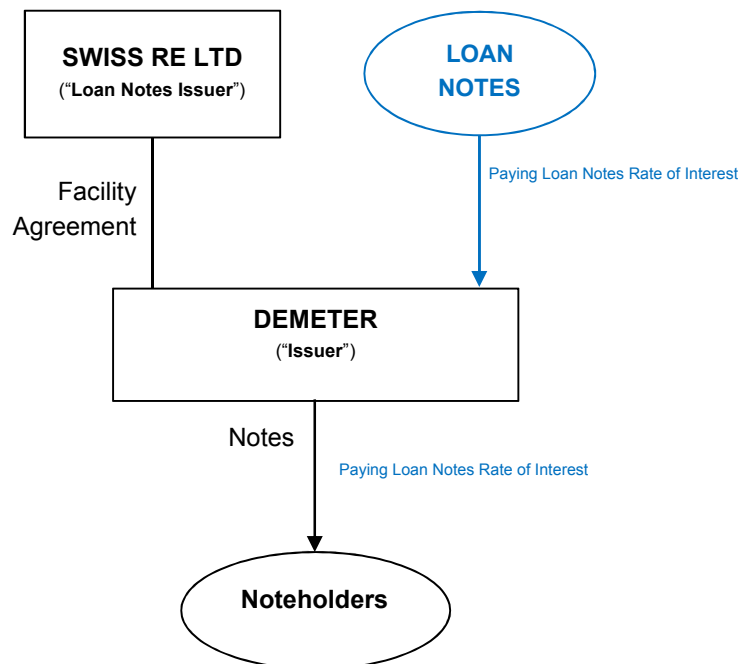 SWISS RE LTD
(“Loan Notes Issuer”)
LOAN
NOTES
Facility
Agreement
Paying Loan Notes Rate of Interest
DEMETER
(“Issuer”)
Notes
Paying Loan Notes Rate of Interest
Noteholders